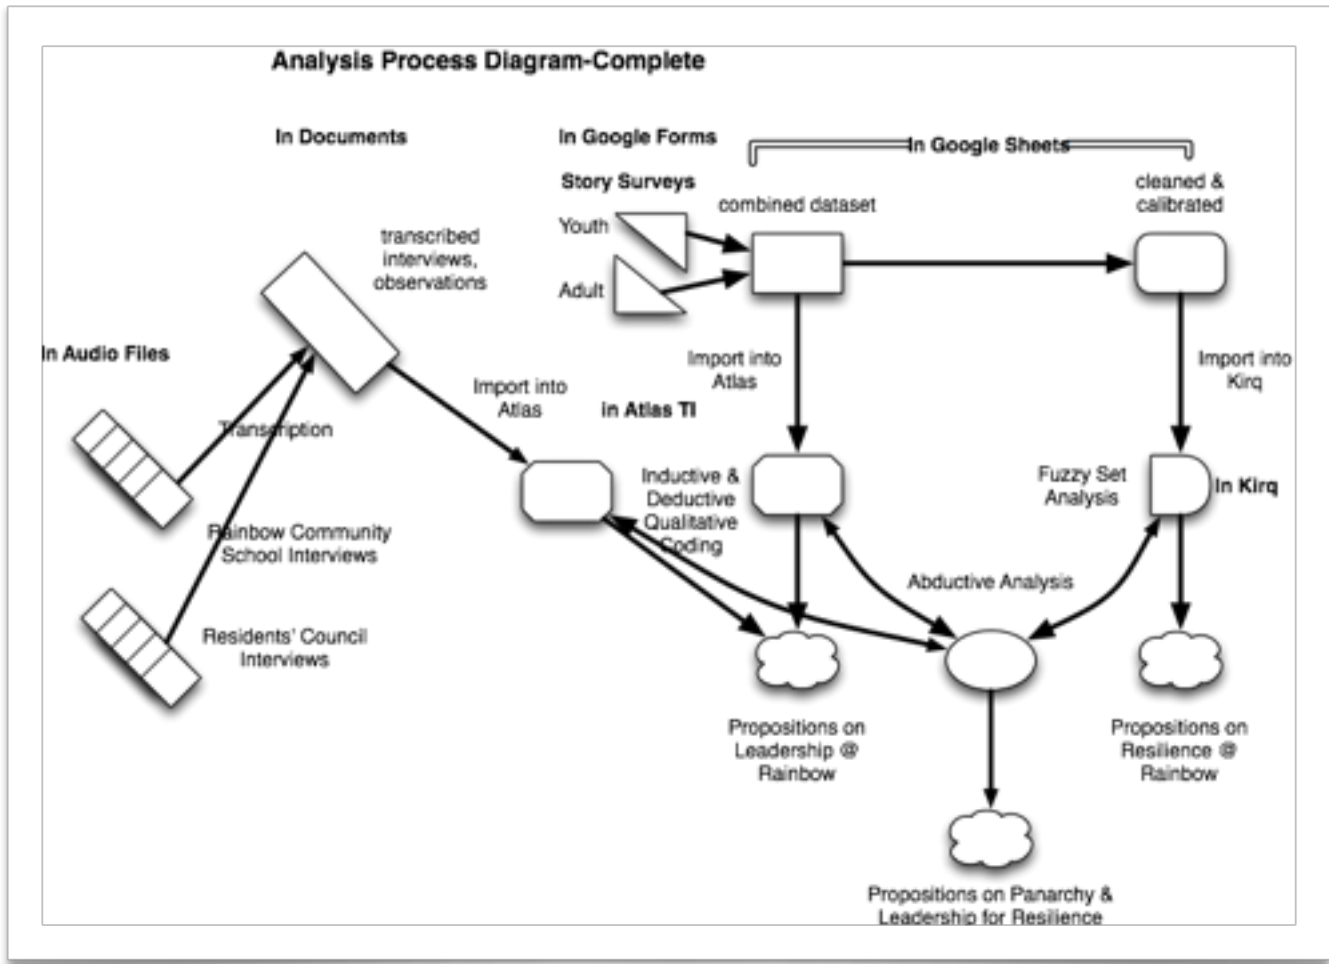 Analysis Process Diagram-Complete
In Documents
In Google Forms
In Google Sheets
Story Surveys
cleaned &
calibrated
combined dataset
Youth
Adult
transcribed
interviews,
observations
In Audio Files
Import into
Atlas
Import into
Kirq
Import into
Atlas
in Atlas TI
Transcription
Inductive &
Deductive
Qualitative
Coding
Fuzzy Set
Analysis
In Kirq
Rainbow Community
School Interviews
Abductive Analysis
Residents' Council
Interviews
Propositions on
Leadership @
Rainbow
Propositions on
Resilience @
Rainbow
Propositions on Panarchy &
Leadership for Resilience